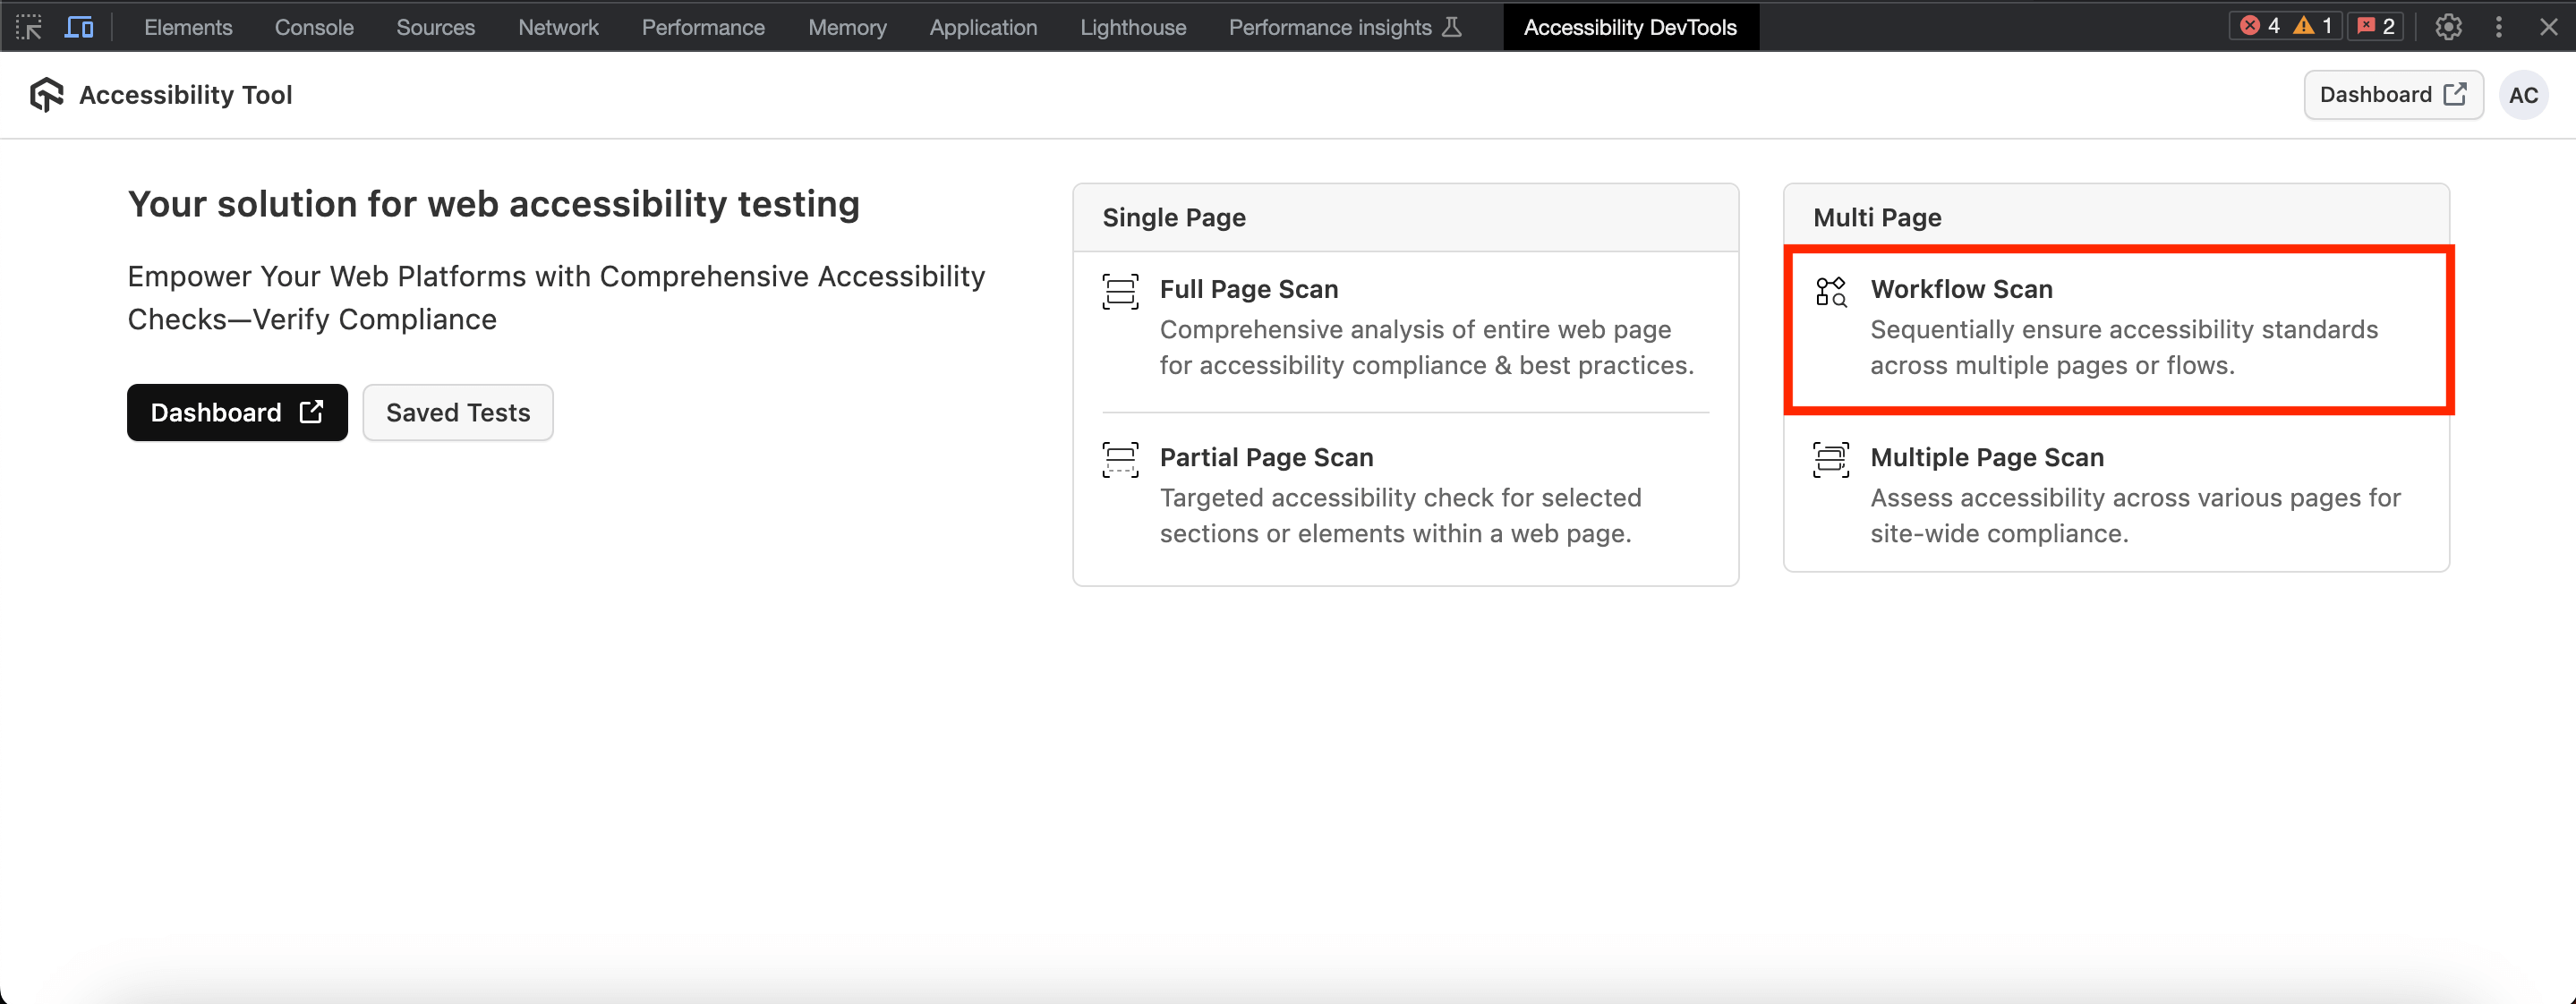 Elements Console Sources Network Performance Memory Application Lighthouse Performance insights Accessibility DevTools 4 1 2
Accessibility Tool
Dashboard
AC
Your solution for web accessibility testing
Empower Your Web Platforms with Comprehensive Accessibility
Checks—Verify Compliance
Dashboard
Saved Tests
Single Page
Full Page Scan
Comprehensive analysis of entire web page
for accessibility compliance & best practices.
Partial Page Scan
Targeted accessibility check for selected
sections or elements within a web page.
Multi Page
Workflow Scan
Sequentially ensure accessibility standards
across multiple pages or flows.
Multiple Page Scan
Assess accessibility across various pages for
site-wide compliance.